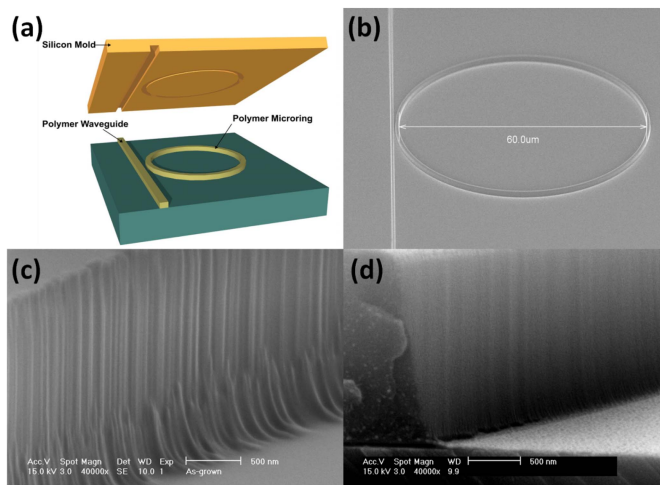 (a)
Silicon Mold
Polymer Waveguide
Polymer Microring
(b)
60.0um
(c)
Acc.V Spot Magn Det WD Exp
15.0 kV 3.0 40000x SE 10.0 1
500 nm
As-grown
(d)
Acc.V Spot Magn WD
15.0 kV 3.0 40000x 9.9
500 nm